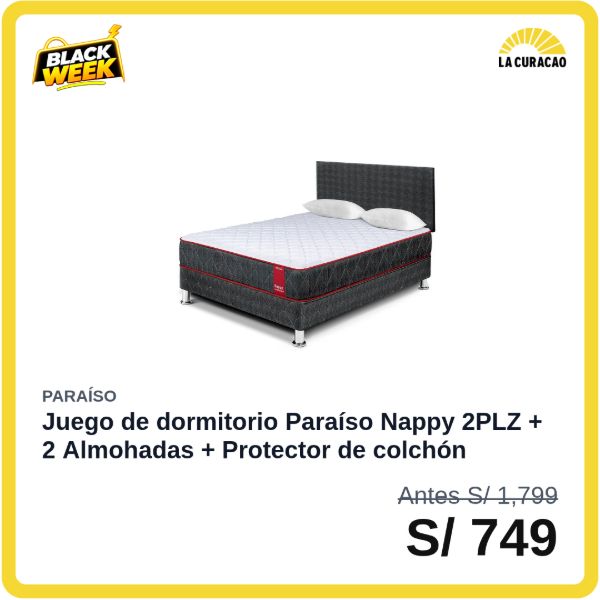 BLACK
WEEK
LA CURACAO
PARAÍSO
Juego de dormitorio Paraíso Nappy 2PLZ +
2 Almohadas + Protector de colchón
Antes S/ 1,799
S/ 749